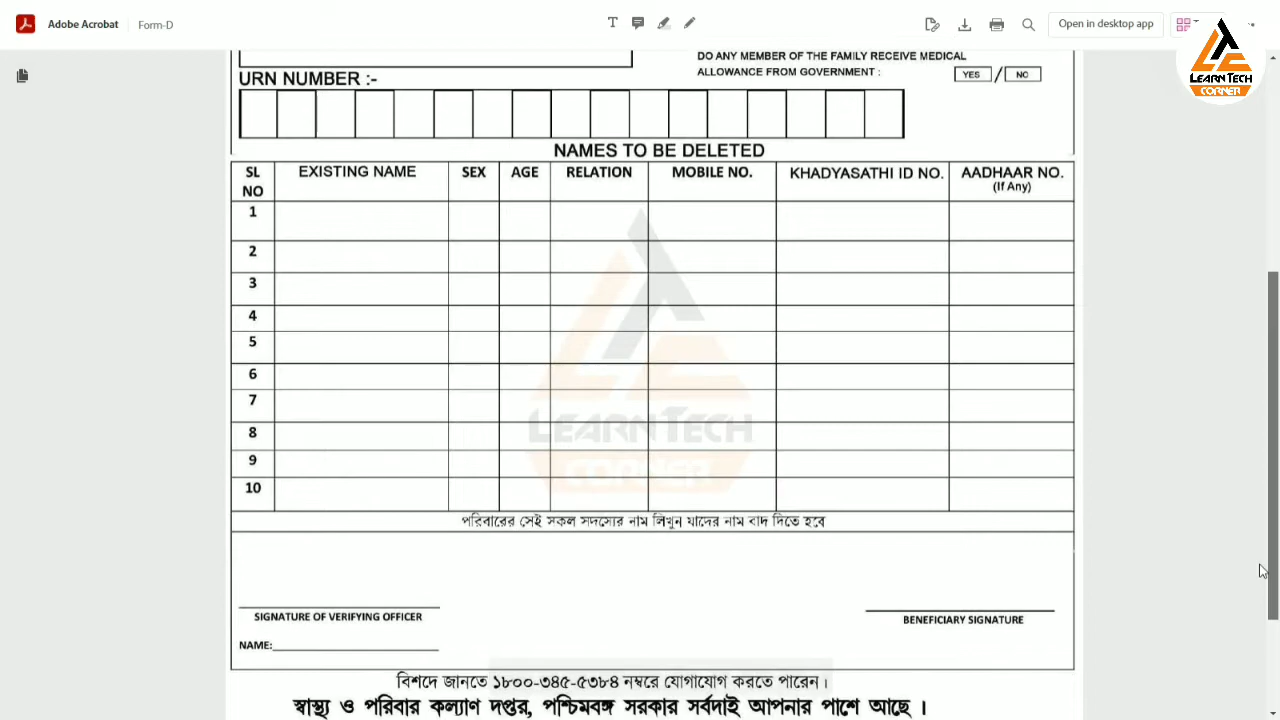 Adobe Acrobat
Form-D
Open in desktop app
LEARN TECH
CORNER
DO ANY MEMBER OF THE FAMILY RECEIVE MEDICAL
ALLOWANCE FROM GOVERNMENT :
YES / NO
URN NUMBER :-
NAMES TO BE DELETED
SL NO EXISTING NAME SEX AGE RELATION MOBILE NO. KHADYASATHI ID NO. AADHAAR NO. (If Any)
1
2
3
4
5
6
7
8
9
10
LEARN TECH
CORNER
পরিবারের সেই সকল সদস্যের নাম লিখুন যাদের নাম বাদ দিতে হবে
SIGNATURE OF VERIFYING OFFICER
BENEFICIARY SIGNATURE
NAME:
বিশদে জানতে ১৮০০-৩৪৫-৫৩৮৪ নম্বরে যোগাযোগ করতে পারেন।
স্বাস্থ্য ও পরিবার কল্যাণ দপ্তর, পশ্চিমবঙ্গ সরকার সর্বদাই আপনার পাশে আছে ।